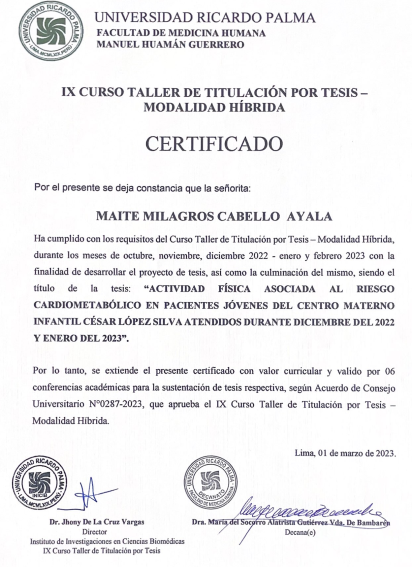 UNIVERSIDAD RICARDO PALMA
FACULTAD DE MEDICINA HUMANA
MANUEL HUAMÁN GUERRERO
IX CURSO TALLER DE TITULACIÓN POR TESIS –
MODALIDAD HÍBRIDA
CERTIFICADO
Por el presente se deja constancia que la señorita:
MAITE MILAGROS CABELLO AYALA
Ha cumplido con los requisitos del Curso Taller de Titulación por Tesis – Modalidad Híbrida,
durante los meses de octubre, noviembre, diciembre 2022 - enero y febrero 2023 con la
finalidad de desarrollar el proyecto de tesis, así como la culminación del mismo, siendo el
título de la tesis: “ACTIVIDAD FÍSICA ASOCIADA AL RIESGO
CARDIOMETABÓLICO EN PACIENTES JÓVENES DEL CENTRO MATERNO
INFANTIL CÉSAR LÓPEZ SILVA ATENDIDOS DURANTE DICIEMBRE DEL 2022
Y ENERO DEL 2023”.
Por lo tanto, se extiende el presente certificado con valor curricular y valido por 06
conferencias académicas para la sustentación de tesis respectiva, según Acuerdo de Consejo
Universitario N°0287-2023, que aprueba el IX Curso Taller de Titulación por Tesis –
Modalidad Híbrida.
Lima, 01 de marzo de 2023.
Dr. Jhony De La Cruz Vargas
Director
Instituto de Investigaciones en Ciencias Biomédicas
IX Curso Taller de Titulación por Tesis
Dra. María del Socorro Alatrista Gutiérrez Vda. De Bambarén
Decana(e)